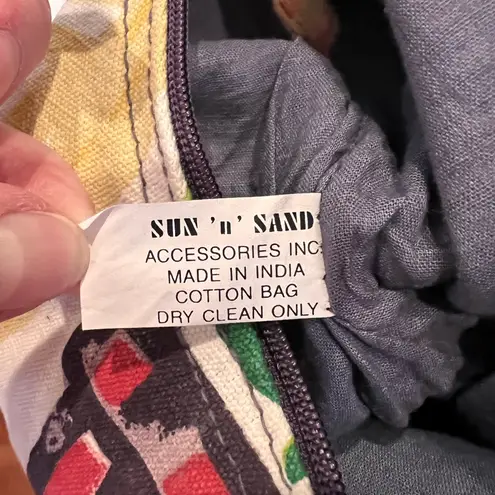 SUN 'n' SAND
ACCESSORIES INC.
MADE IN INDIA
COTTON BAG
DRY CLEAN ONLY